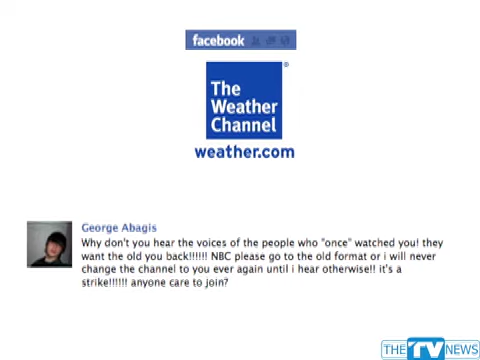 facebook
The
Weather
Channel
®
weather.com
George Abagis
Why don't you hear the voices of the people who "once" watched you! they
want the old you back!!!!!! NBC please go to the old format or i will never
change the channel to you ever again until i hear otherwise!! it's a
strike!!!!!! anyone care to join?
THE TV NEWS